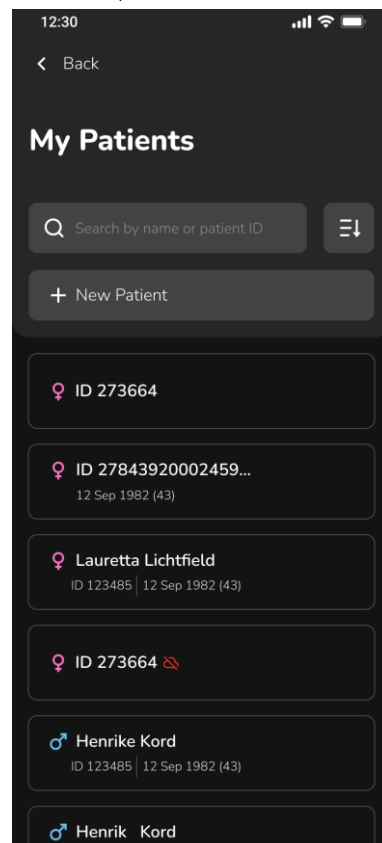 12:30
Back
My Patients
Search by name or patient ID
New Patient
ID 273664
ID 27843920002459...
12 Sep 1982 (43)
Lauretta Lichtfield
ID 123485 12 Sep 1982 (43)
ID 273664
Henrike Kord
ID 123485 12 Sep 1982 (43)
Henrik Kord